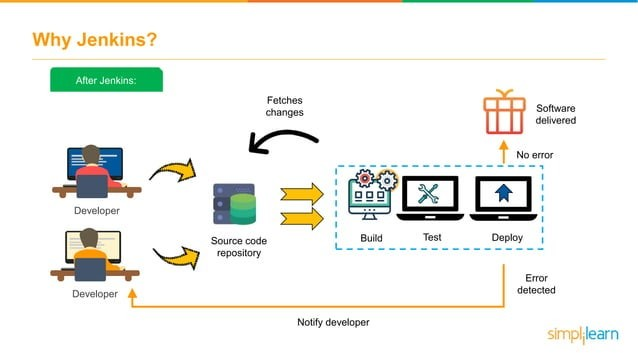 Why Jenkins?
After Jenkins:
Fetches
changes
Software
delivered
No error
Developer
Source code
repository
Build
Test
Deploy
Developer
Error
detected
Notify developer
simplilearn